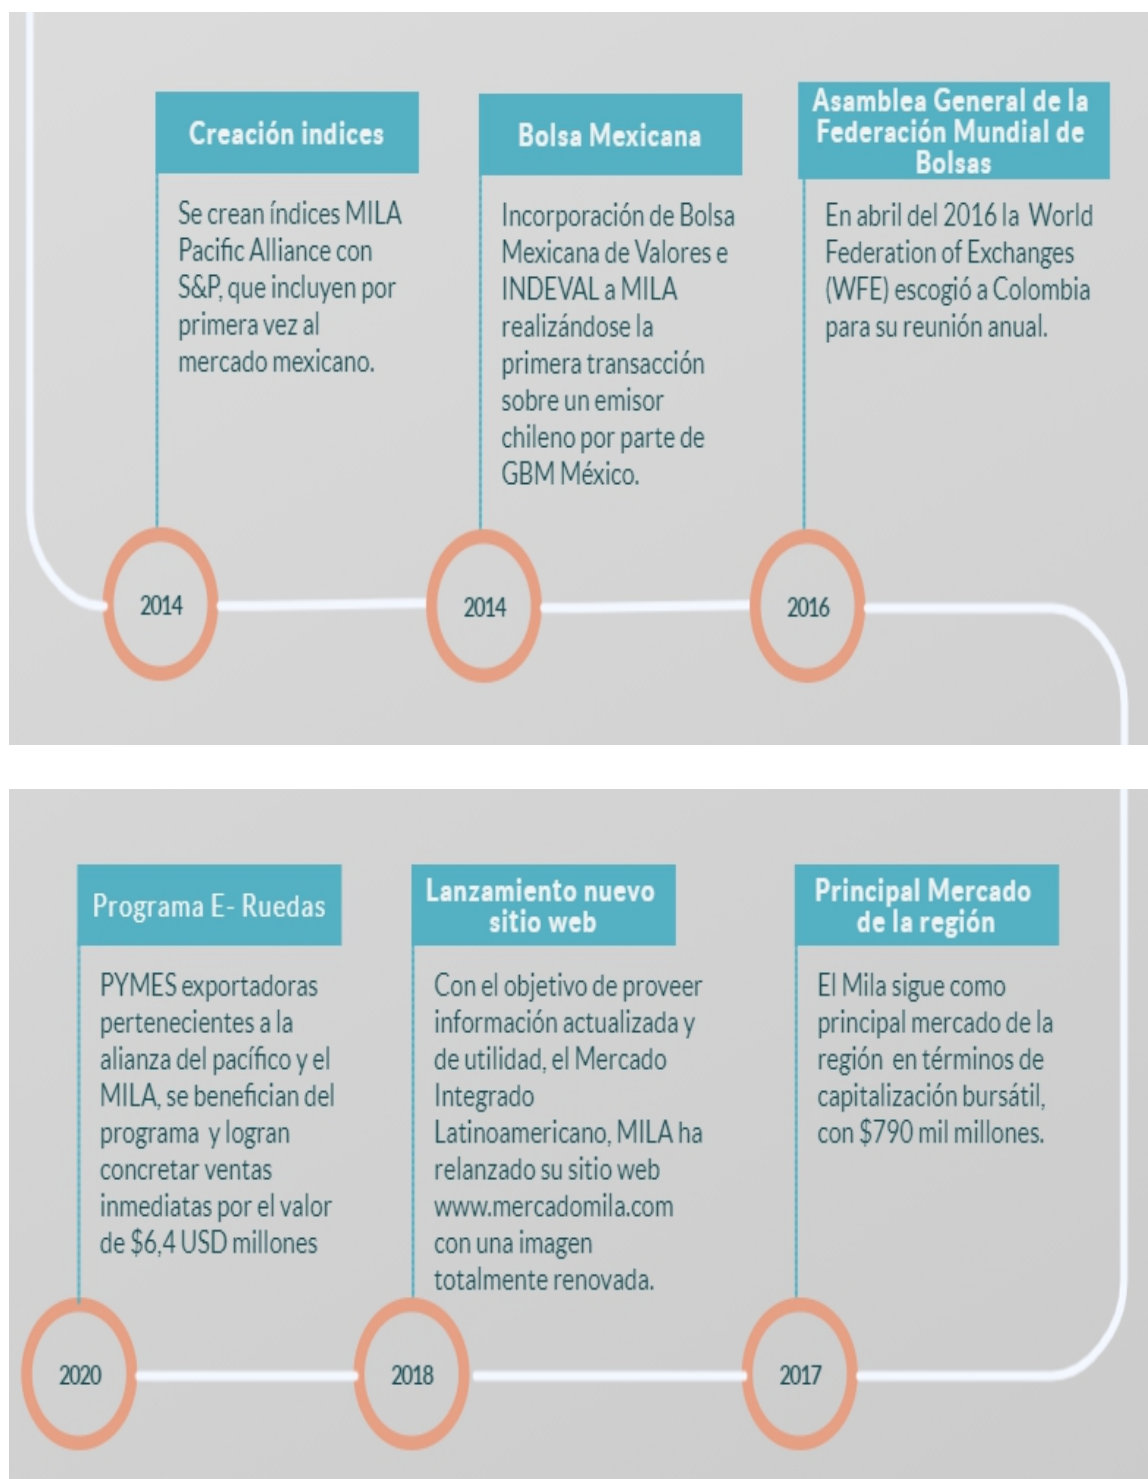 Creación indices
Se crean índices MILA
Pacific Alliance con
S&P, que incluyen por
primera vez al
mercado mexicano.
2014
Bolsa Mexicana
Incorporación de Bolsa
Mexicana de Valores e
INDEVAL a MILA
realizándose la
primera transacción
sobre un emisor
chileno por parte de
GBM México.
2014
Asamblea General de la
Federación Mundial de
Bolsas
En abril del 2016 la World
Federation of Exchanges
(WFE) escogió a Colombia
para su reunión anual.
2016
Programa E- Ruedas
PYMES exportadoras
pertenecientes a la
alianza del pacífico y el
MILA, se benefician del
programa y logran
concretar ventas
inmediatas por el valor
de $6,4 USD millones
2020
Lanzamiento nuevo
sitio web
Con el objetivo de proveer
información actualizada y
de utilidad, el Mercado
Integrado
Latinoamericano, MILA ha
relanzado su sitio web
www.mercadomila.com
con una imagen
totalmente renovada.
2018
Principal Mercado
de la región
El Mila sigue como
principal mercado de la
región en términos de
capitalización bursátil,
con $790 mil millones.
2017